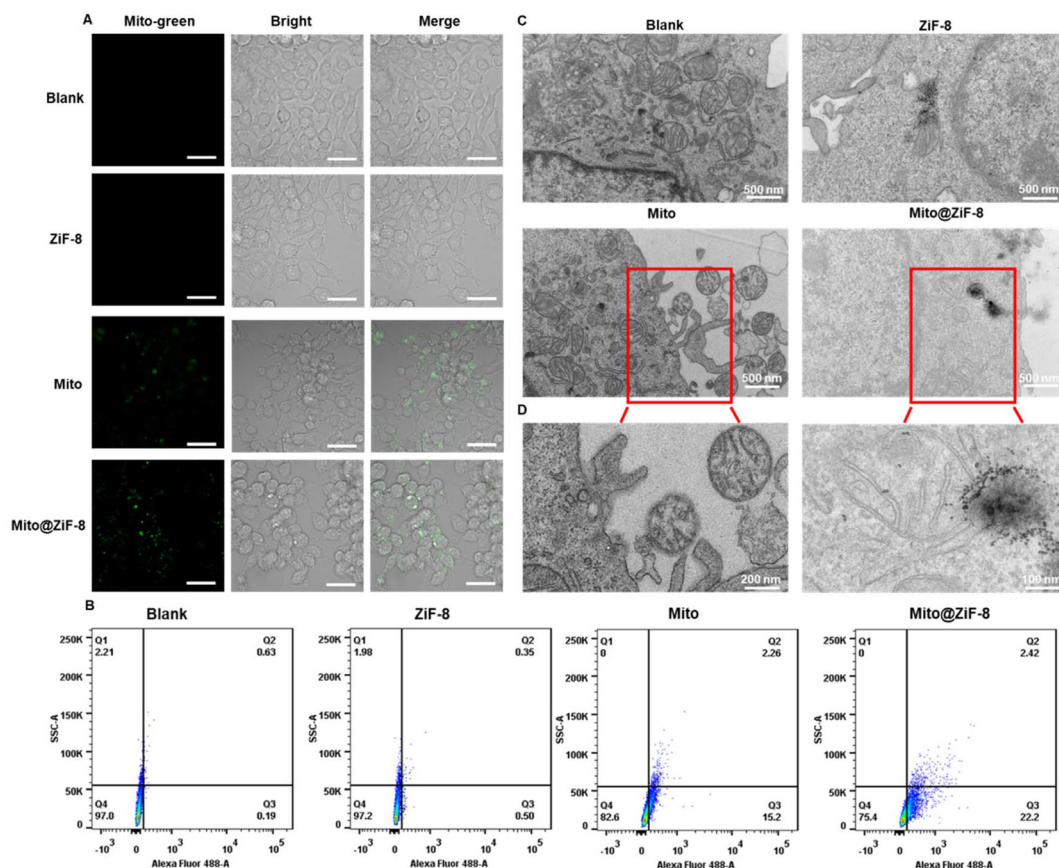 A
Mito-green
Bright
Merge
Blank
ZiF-8
Mito
Mito@ZiF-8
C
Blank
ZiF-8
500 nm
500 nm
Mito
Mito@ZiF-8
500 nm
500 nm
D
200 nm
100 nm
B
Blank
ZiF-8
Mito
Mito@ZiF-8
250K
200K
150K
100K
50K
0
SSC-A
Q1
2.21
Q2
0.63
Q4
97.0
Q3
0.19
0
10³
10⁴
10⁵
Alexa Fluor 488-A
250K
200K
150K
100K
50K
0
SSC-A
Q1
1.98
Q2
0.35
Q4
97.2
Q3
0.50
0
10³
10⁴
10⁵
Alexa Fluor 488-A
250K
200K
150K
100K
50K
0
SSC-A
Q1
0
Q2
2.26
Q4
82.6
Q3
15.2
0
10³
10⁴
10⁵
Alexa Fluor 488-A
250K
200K
150K
100K
50K
0
SSC-A
Q1
0
Q2
2.42
Q4
75.4
Q3
22.2
0
10³
10⁴
10⁵
Alexa Fluor 488-A